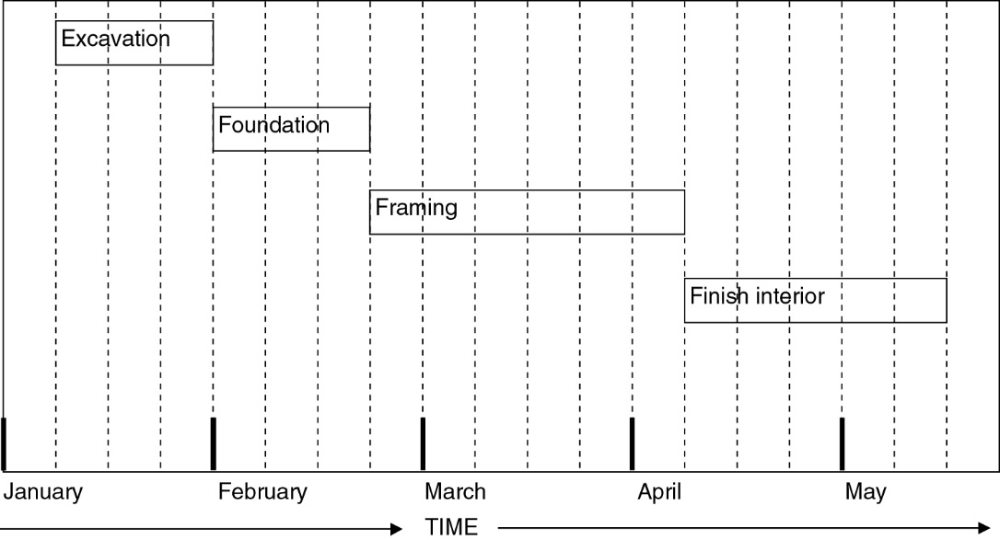 Excavation
Foundation
Framing
Finish interior
January February March April May
TIME